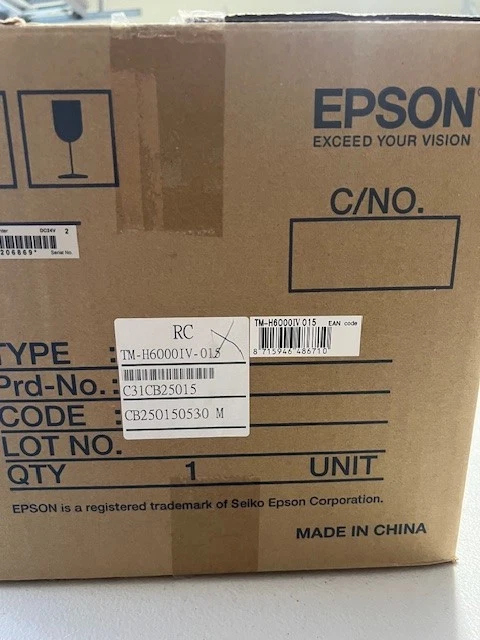 EPSON
EXCEED YOUR VISION
C/NO.
DC24V 2
206869*
Serial No.
RC
TM-H6000IV-015
C31CB25015
CB250150530 M
TM-H6000IV 015 EAN code
8 715946 486710
TYPE :
Prd-No. :
CODE :
LOT NO.
QTY 1 UNIT
EPSON is a registered trademark of Seiko Epson Corporation.
MADE IN CHINA